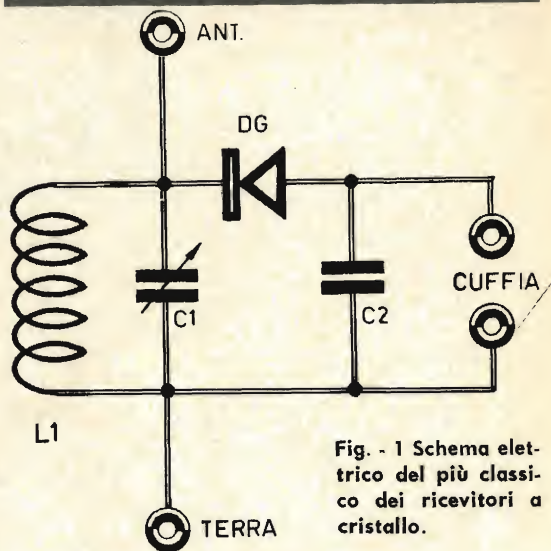 ANT.
DG
C1
C2
CUFFIA
L1
TERRA
Fig. - 1 Schema elet-
trico del più classi-
co dei ricevitori a
cristallo.